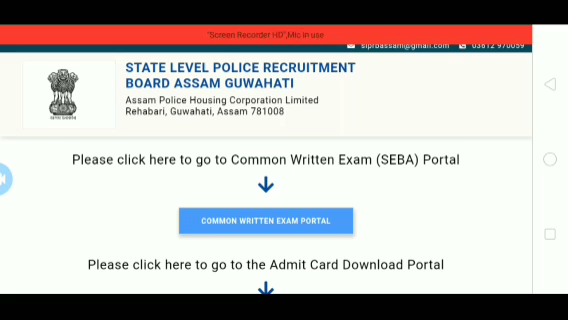 "Screen Recorder HD",Mic in use
slprbassam@gmail.com 03612 970059
STATE LEVEL POLICE RECRUITMENT
BOARD ASSAM GUWAHATI
Assam Police Housing Corporation Limited
Rehabari, Guwahati, Assam 781008
Please click here to go to Common Written Exam (SEBA) Portal
COMMON WRITTEN EXAM PORTAL
Please click here to go to the Admit Card Download Portal